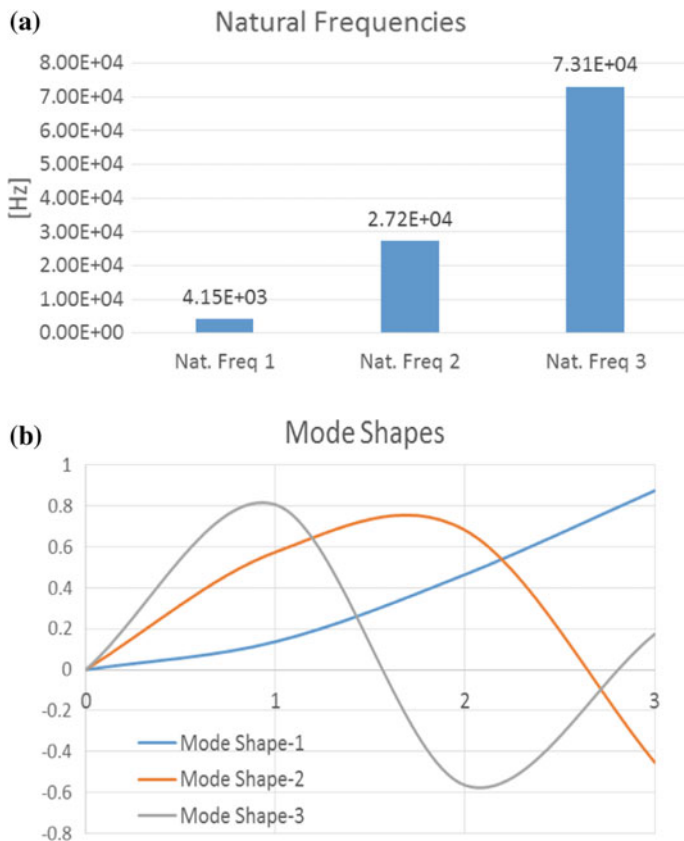 (a)
Natural Frequencies
8.00E+04
7.00E+04
6.00E+04
5.00E+04
4.00E+04
3.00E+04
2.00E+04
1.00E+04
0.00E+00
[Hz]
4.15E+03
2.72E+04
7.31E+04
Nat. Freq 1
Nat. Freq 2
Nat. Freq 3
(b)
Mode Shapes
1
0.8
0.6
0.4
0.2
0
-0.2
-0.4
-0.6
-0.8
0
1
2
3
Mode Shape-1
Mode Shape-2
Mode Shape-3